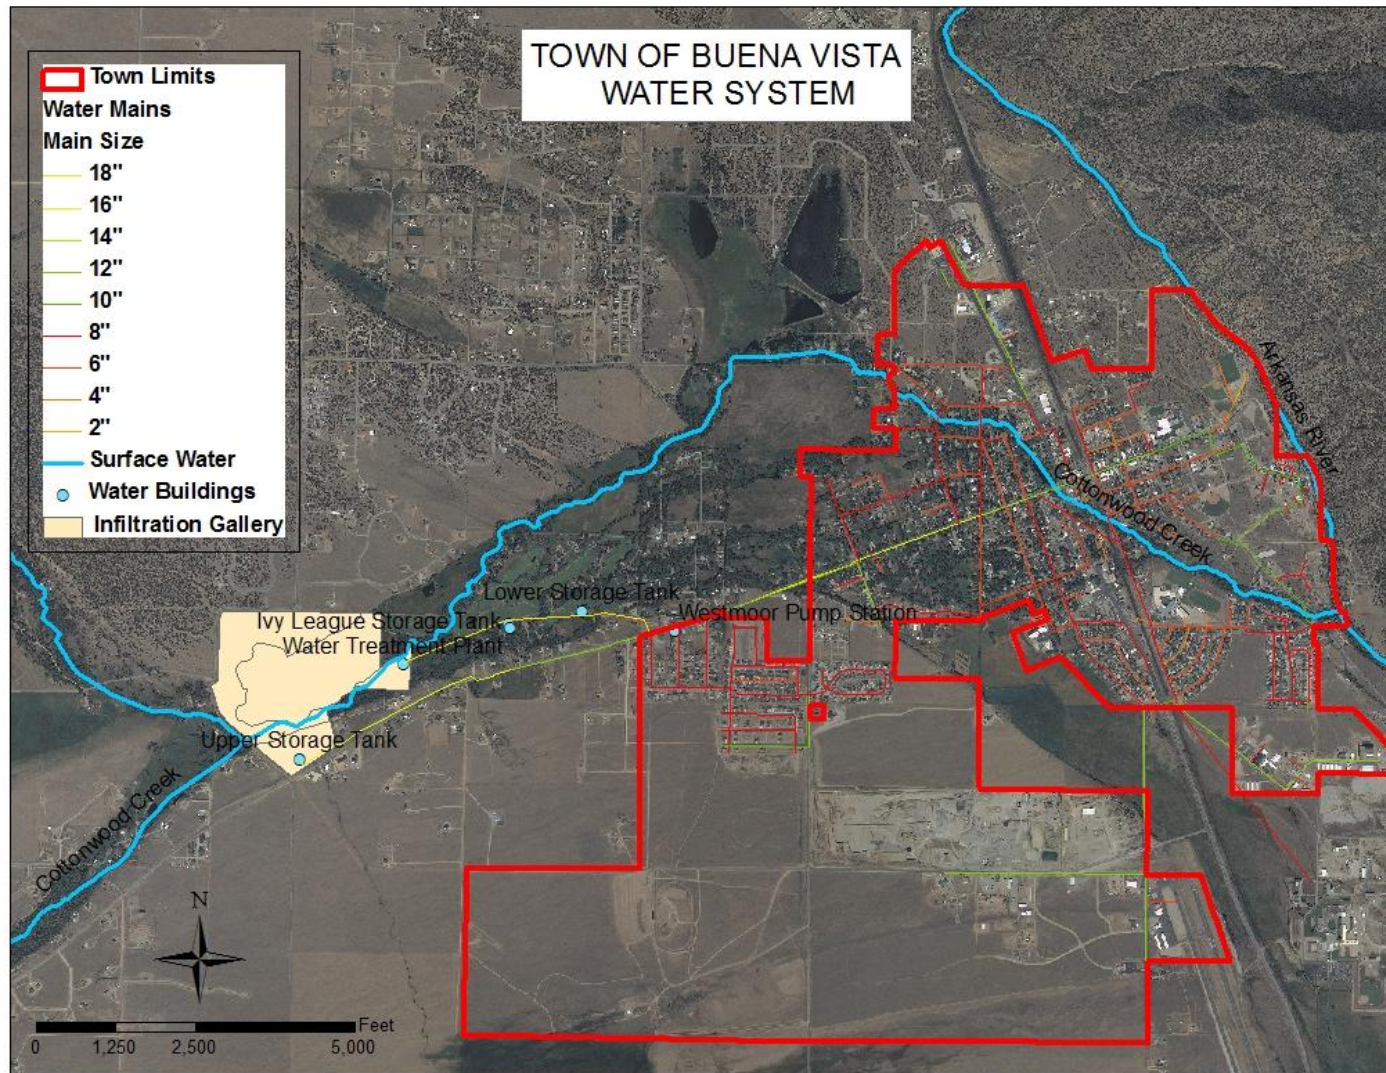 TOWN OF BUENA VISTA
WATER SYSTEM
Town Limits
Water Mains
Main Size
18"
16"
14"
12"
10"
8"
6"
4"
2"
Surface Water
Water Buildings
Infiltration Gallery
Arkansas River
Cottonwood Creek
Lower Storage Tank
Ivy League Storage Tank
Westmoor Pump Station
Water Treatment Plant
Upper Storage Tank
Cottonwood Creek
N
Feet
0 1,250 2,500 5,000